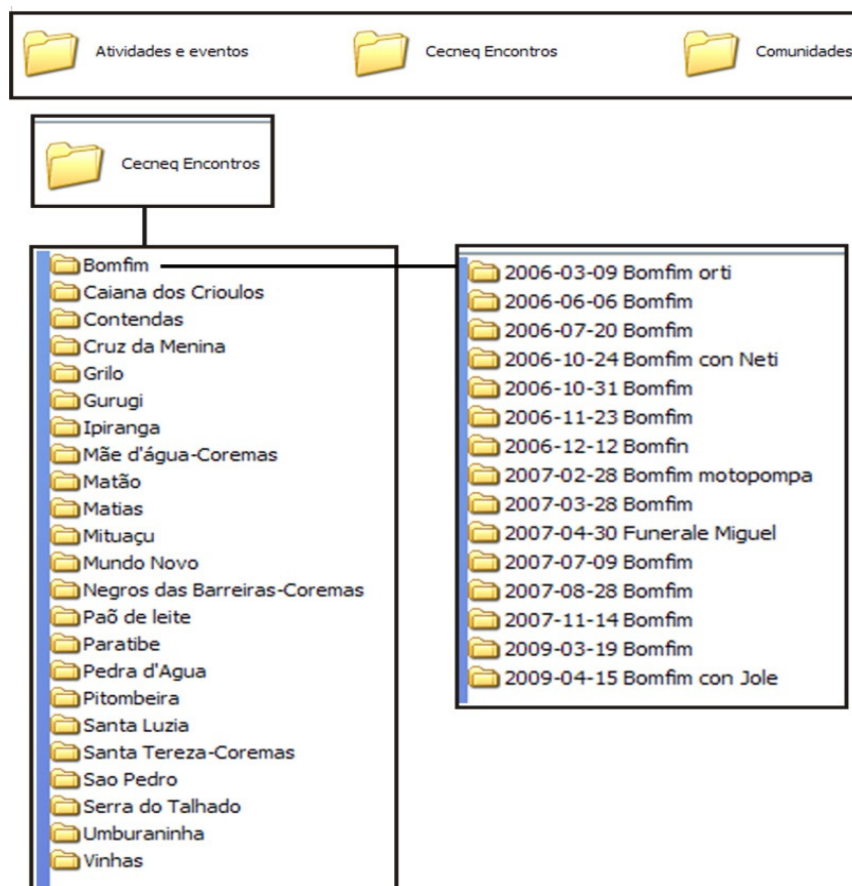 Atividades e eventos
Cecneq Encontros
Comunidades
Cecneq Encontros
Bomfim
Caiana dos Crioulos
Contendas
Cruz da Menina
Grilo
Gurugi
Ipiranga
Mãe d'água-Coremas
Matão
Matias
Mituaçu
Mundo Novo
Negros das Barreiras-Coremas
Paõ de leite
Paratibe
Pedra d'Agua
Pitombeira
Santa Luzia
Santa Tereza-Coremas
Sao Pedro
Serra do Talhado
Umburaninha
Vinhas
2006-03-09 Bomfim orti
2006-06-06 Bomfim
2006-07-20 Bomfim
2006-10-24 Bomfim con Neti
2006-10-31 Bomfim
2006-11-23 Bomfim
2006-12-12 Bomfin
2007-02-28 Bomfim motopompa
2007-03-28 Bomfim
2007-04-30 Funerale Miguel
2007-07-09 Bomfim
2007-08-28 Bomfim
2007-11-14 Bomfim
2009-03-19 Bomfim
2009-04-15 Bomfim con Jole